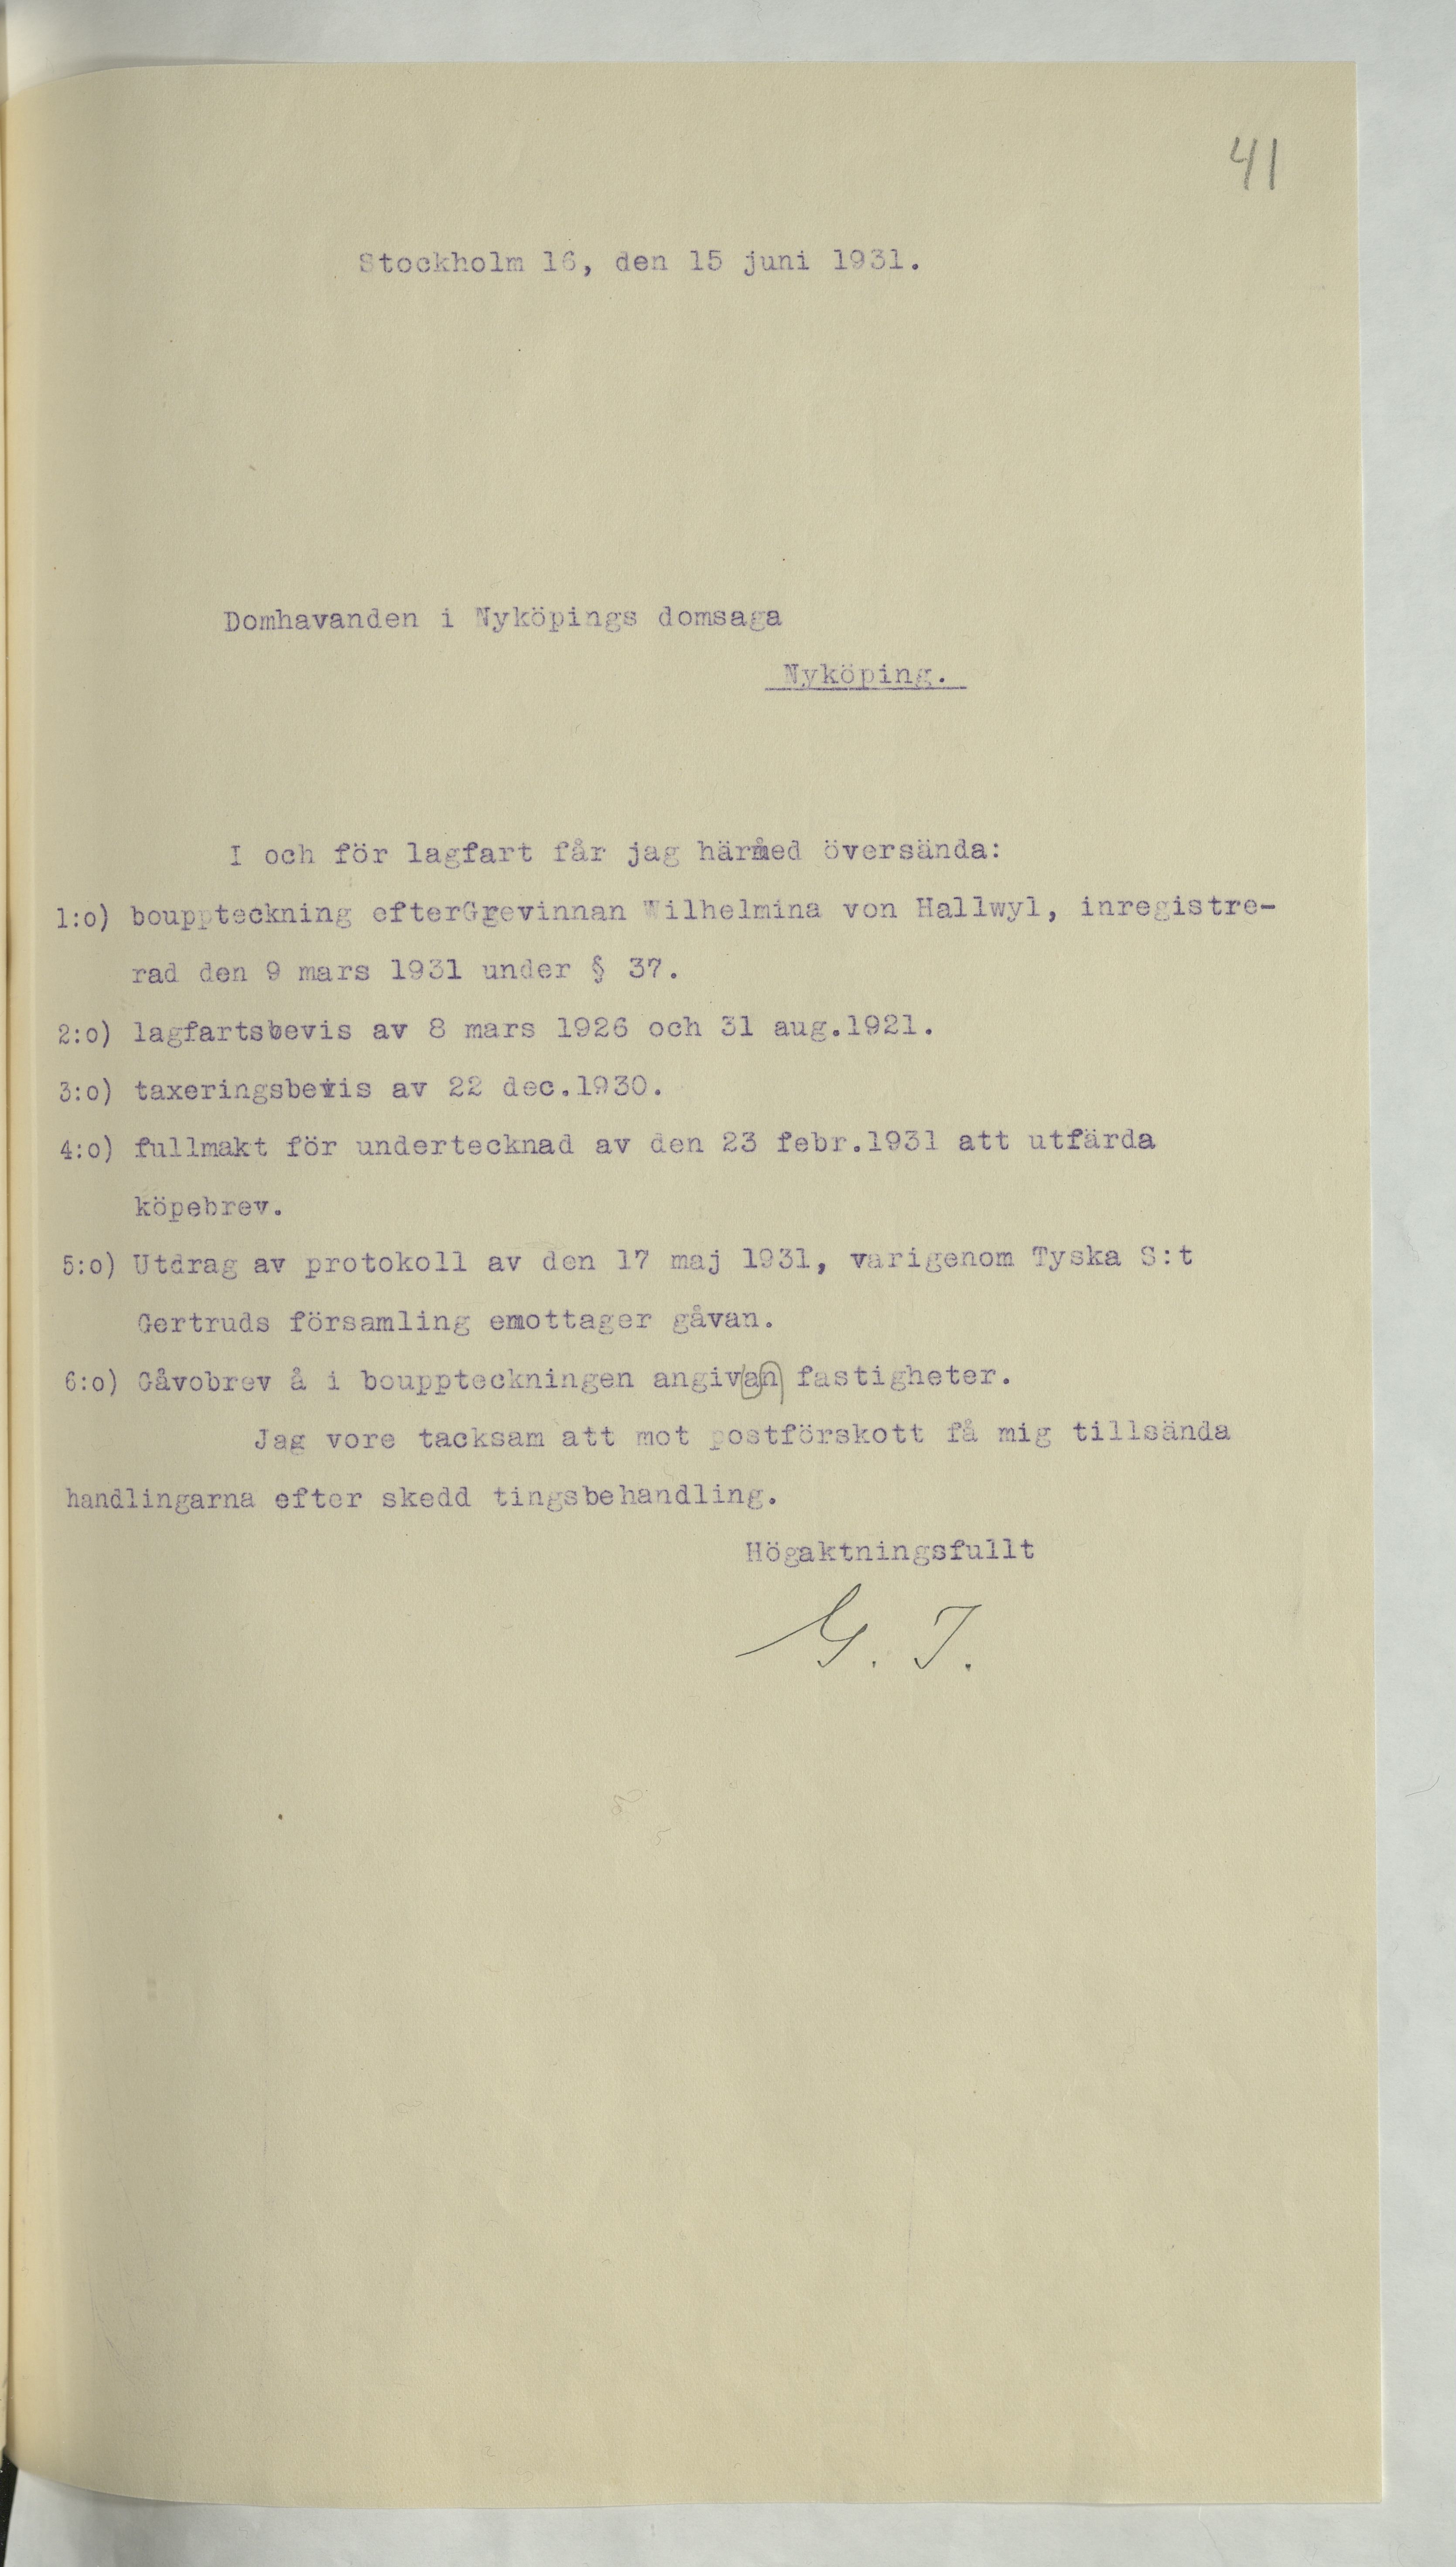 41
Stockholm 16, den 15 juni 1931.
Domhavanden i Nyköpings domsaga
Nyköping.
I och för lagfart får jag härmed översända:
1:o) bouppteckning efterGrevinnan Wilhelmina von Hallwyl, inregistre-
rad den 9 mars 1931 under § 37.
2:o) lagfartsbevis av 8 mars 1926 och 31 aug.1921.
3:o) taxeringsbevis av 22 dec.1930.
4:o) fullmakt för undertecknad av den 23 febr.1931 att utfärda
köpebrev.
5:o) Utdrag av protokoll av den 17 maj 1931, varigenom Tyska S:t
Gertruds församling emottager gåvan.
6:o) Gåvobrev å i bouppteckningen angivan fastigheter.
Jag vore tacksam att mot postförskott få mig tillsända
handlingarna efter skedd tingsbehandling.
Högaktningsfullt
G. T.